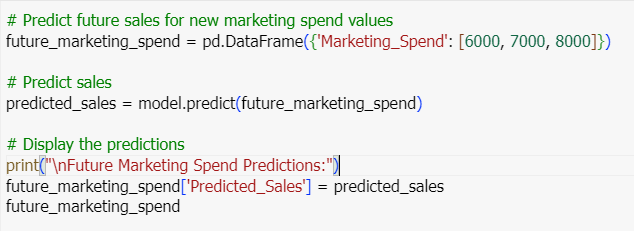 # Predict future sales for new marketing spend values
future_marketing_spend = pd.DataFrame({'Marketing_Spend': [6000, 7000, 8000]})
# Predict sales
predicted_sales = model.predict(future_marketing_spend)
# Display the predictions
print("\nFuture Marketing Spend Predictions:")
future_marketing_spend['Predicted_Sales'] = predicted_sales
future_marketing_spend